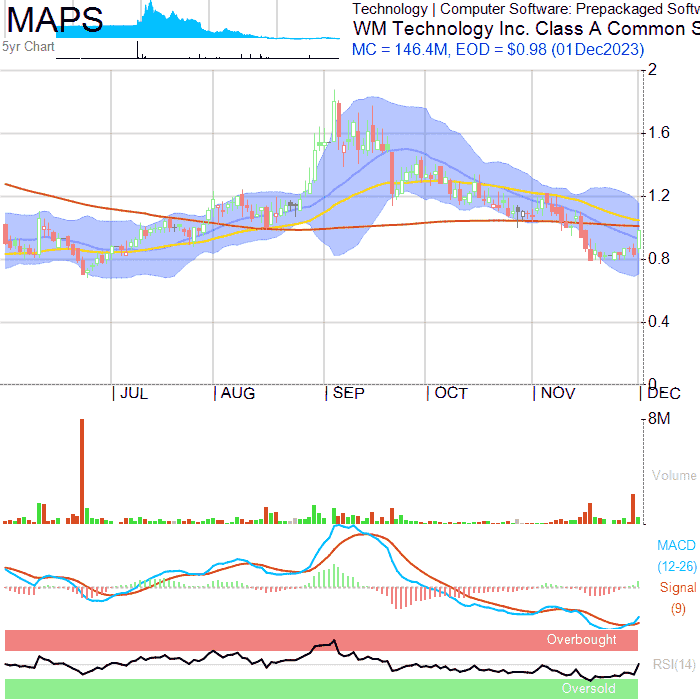 MAPS
5yr Chart
Technology | Computer Software: Prepackaged Softw
WM Technology Inc. Class A Common S
MC = 146.4M, EOD = $0.98 (01Dec2023)
2
1.6
1.2
0.8
0.4
0
JUL AUG SEP OCT NOV DEC
8M
Volume
MACD
(12-26)
Signal
(9)
Overbought
RSI(14)
Oversold